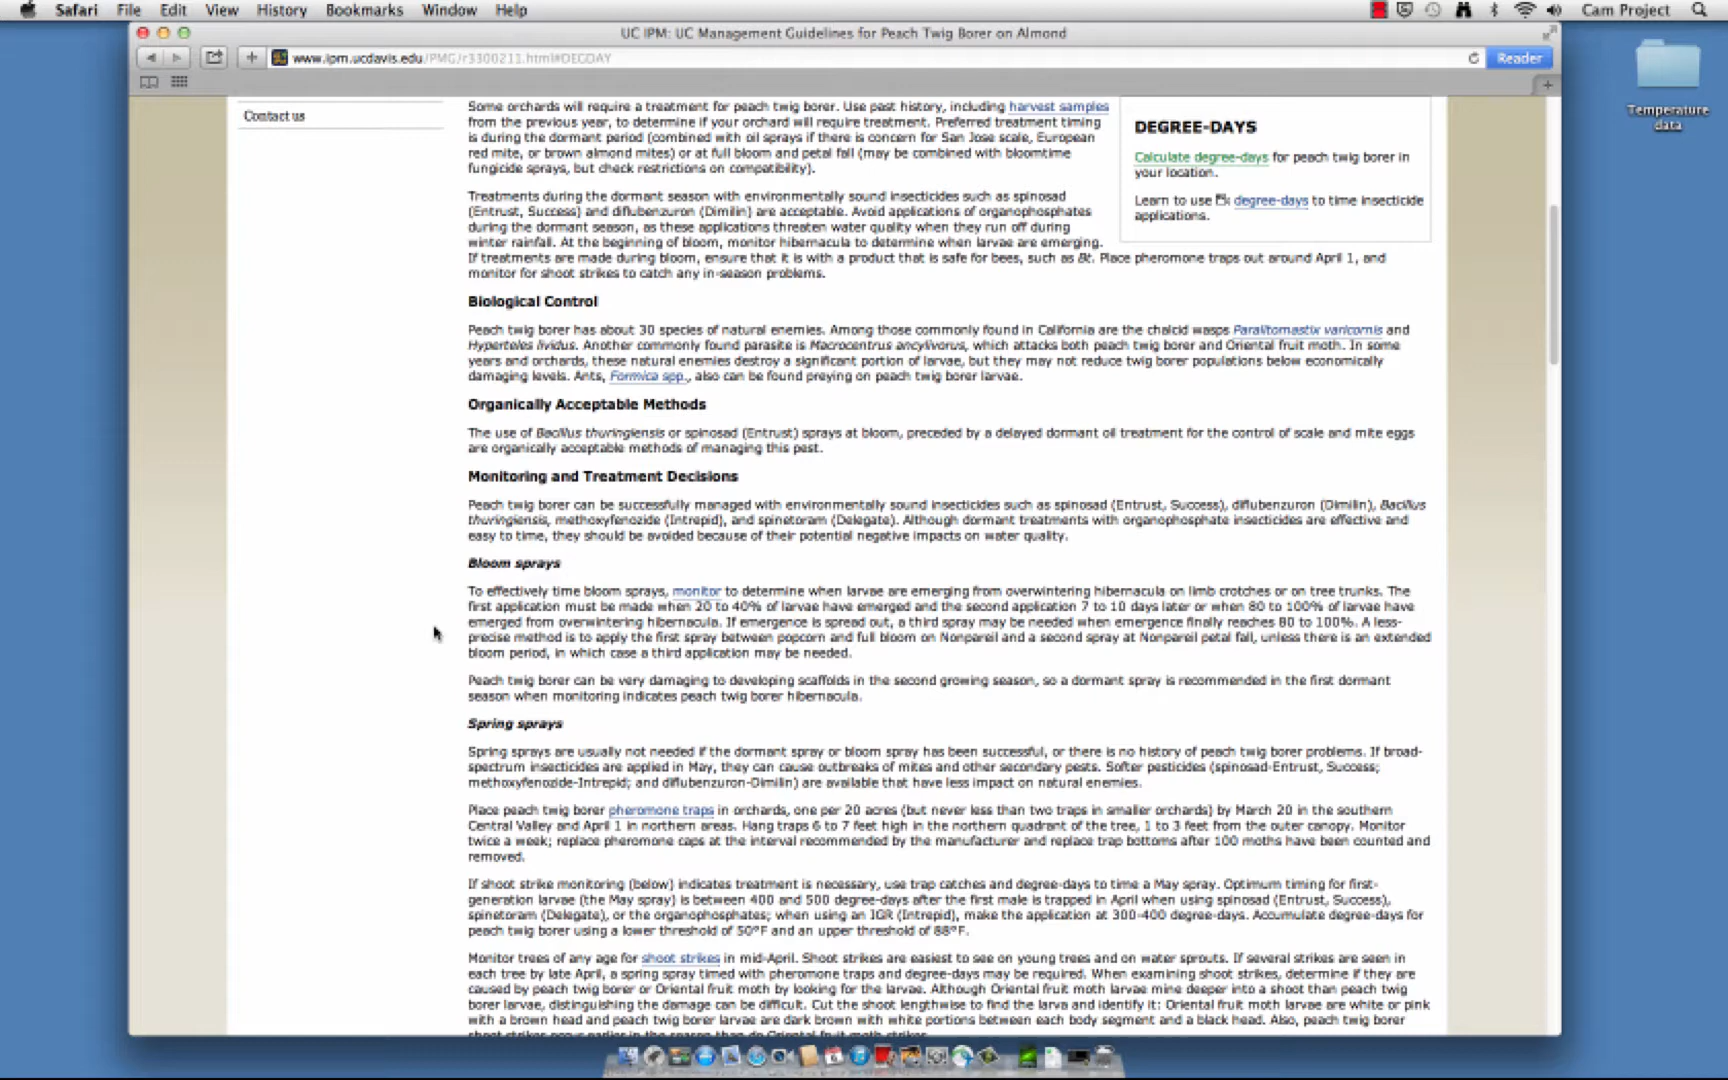 Safari File Edit View History Bookmarks Window Help Cam Project
UC IPM: UC Management Guidelines for Peach Twig Borer on Almond
www.ipm.ucdavis.edu/PMG/r3300211.html#DEGDAY
Reader
Temperature
data
Contact us
Some orchards will require a treatment for peach twig borer. Use past history, including harvest samples
from the previous year, to determine if your orchard will require treatment. Preferred treatment timing
is during the dormant period (combined with oil sprays if there is concern for San Jose scale, European
red mite, or brown almond mites) or at full bloom and petal fall (may be combined with bloomtime
fungicide sprays, but check restrictions on compatibility).
DEGREE-DAYS
Calculate degree-days for peach twig borer in
your location.
Learn to use degree-days to time insecticide
applications.
Treatments during the dormant season with environmentally sound insecticides such as spinosad
(Entrust, Success) and diflubenzuron (Dimilin) are acceptable. Avoid applications of organophosphates
during the dormant season, as these applications threaten water quality when they run off during
winter rainfall. At the beginning of bloom, monitor hibernacula to determine when larvae are emerging.
If treatments are made during bloom, ensure that it is with a product that is safe for bees, such as Bt. Place pheromone traps out around April 1, and
monitor for shoot strikes to catch any in-season problems.
Biological Control
Peach twig borer has about 30 species of natural enemies. Among those commonly found in California are the chalcid wasps Paralitomastix varicornis and
Hyperteles lividus. Another commonly found parasite is Macrocentrus ancylivorus, which attacks both peach twig borer and Oriental fruit moth. In some
years and orchards, these natural enemies destroy a significant portion of larvae, but they may not reduce twig borer populations below economically
damaging levels. Ants, Formica spp., also can be found preying on peach twig borer larvae.
Organically Acceptable Methods
The use of Bacillus thuringiensis or spinosad (Entrust) sprays at bloom, preceded by a delayed dormant oil treatment for the control of scale and mite eggs
are organically acceptable methods of managing this pest.
Monitoring and Treatment Decisions
Peach twig borer can be successfully managed with environmentally sound insecticides such as spinosad (Entrust, Success), diflubenzuron (Dimilin), Bacillus
thuringiensis, methoxyfenozide (Intrepid), and spinetoram (Delegate). Although dormant treatments with organophosphate insecticides are effective and
easy to time, they should be avoided because of their potential negative impacts on water quality.
Bloom sprays
To effectively time bloom sprays, monitor to determine when larvae are emerging from overwintering hibernacula on limb crotches or on tree trunks. The
first application must be made when 20 to 40% of larvae have emerged and the second application 7 to 10 days later or when 80 to 100% of larvae have
emerged from overwintering hibernacula. If emergence is spread out, a third spray may be needed when emergence finally reaches 80 to 100%. A less-
precise method is to apply the first spray between popcorn and full bloom on Nonpareil and a second spray at Nonpareil petal fall, unless there is an extended
bloom period, in which case a third application may be needed.
Peach twig borer can be very damaging to developing scaffolds in the second growing season, so a dormant spray is recommended in the first dormant
season when monitoring indicates peach twig borer hibernacula.
Spring sprays
Spring sprays are usually not needed if the dormant spray or bloom spray has been successful, or there is no history of peach twig borer problems. If broad-
spectrum insecticides are applied in May, they can cause outbreaks of mites and other secondary pests. Softer pesticides (spinosad-Entrust, Success;
methoxyfenozide-Intrepid; and diflubenzuron-Dimilin) are available that have less impact on natural enemies.
Place peach twig borer pheromone traps in orchards, one per 20 acres (but never less than two traps in smaller orchards) by March 20 in the southern
Central Valley and April 1 in northern areas. Hang traps 6 to 7 feet high in the northern quadrant of the tree, 1 to 3 feet from the outer canopy. Monitor
twice a week; replace pheromone caps at the interval recommended by the manufacturer and replace trap bottoms after 100 moths have been counted and
removed.
If shoot strike monitoring (below) indicates treatment is necessary, use trap catches and degree-days to time a May spray. Optimum timing for first-
generation larvae (the May spray) is between 400 and 500 degree-days after the first male is trapped in April when using spinosad (Entrust, Success),
spinetoram (Delegate), or the organophosphates; when using an IGR (Intrepid), make the application at 300-400 degree-days. Accumulate degree-days for
peach twig borer using a lower threshold of 50°F and an upper threshold of 88°F.
Monitor trees of any age for shoot strikes in mid-April. Shoot strikes are easiest to see on young trees and on water sprouts. If several strikes are seen in
each tree by late April, a spring spray timed with pheromone traps and degree-days may be required. When examining shoot strikes, determine if they are
caused by peach twig borer or Oriental fruit moth by looking for the larvae. Although Oriental fruit moth larvae mine deeper into a shoot than peach twig
borer larvae, distinguishing the damage can be difficult. Cut the shoot lengthwise to find the larva and identify it: Oriental fruit moth larvae are white or pink
with a brown head and peach twig borer larvae are dark brown with white portions between each body segment and a black head. Also, peach twig borer